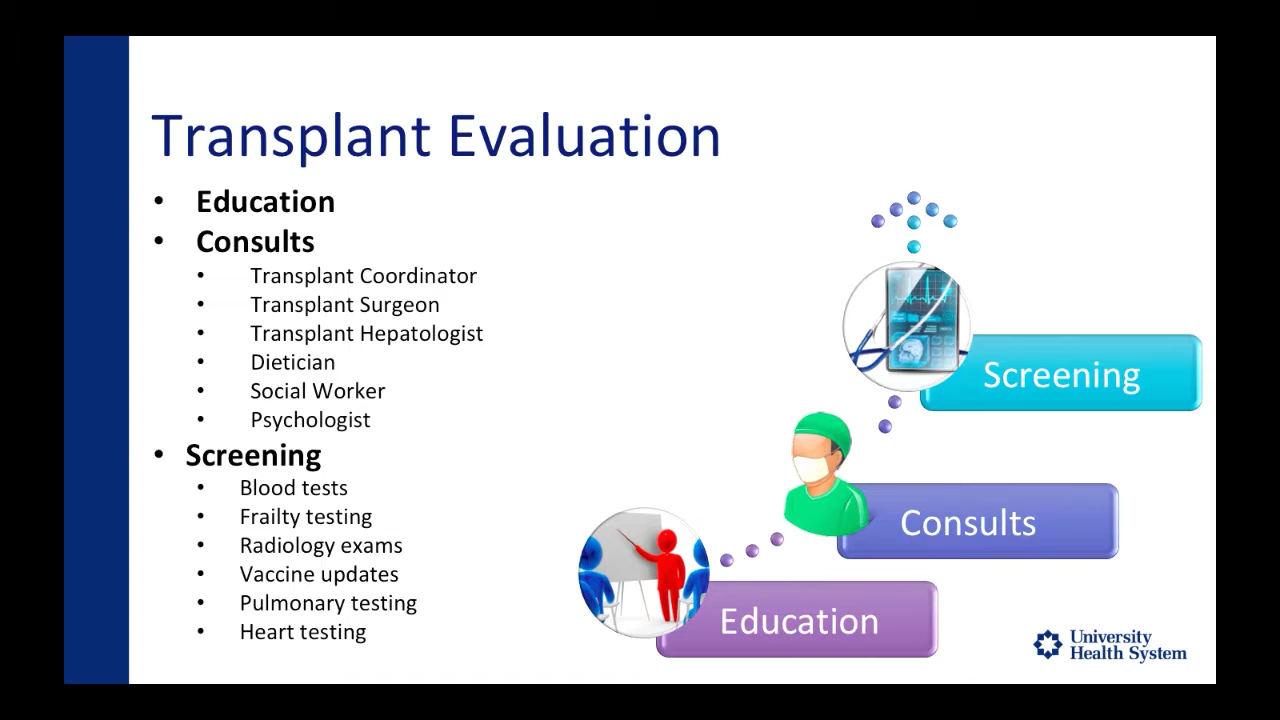 Transplant Evaluation
• Education
• Consults
• Transplant Coordinator
• Transplant Surgeon
• Transplant Hepatologist
• Dietician
• Social Worker
• Psychologist
• Screening
• Blood tests
• Frailty testing
• Radiology exams
• Vaccine updates
• Pulmonary testing
• Heart testing
Screening
Consults
Education
University
Health System